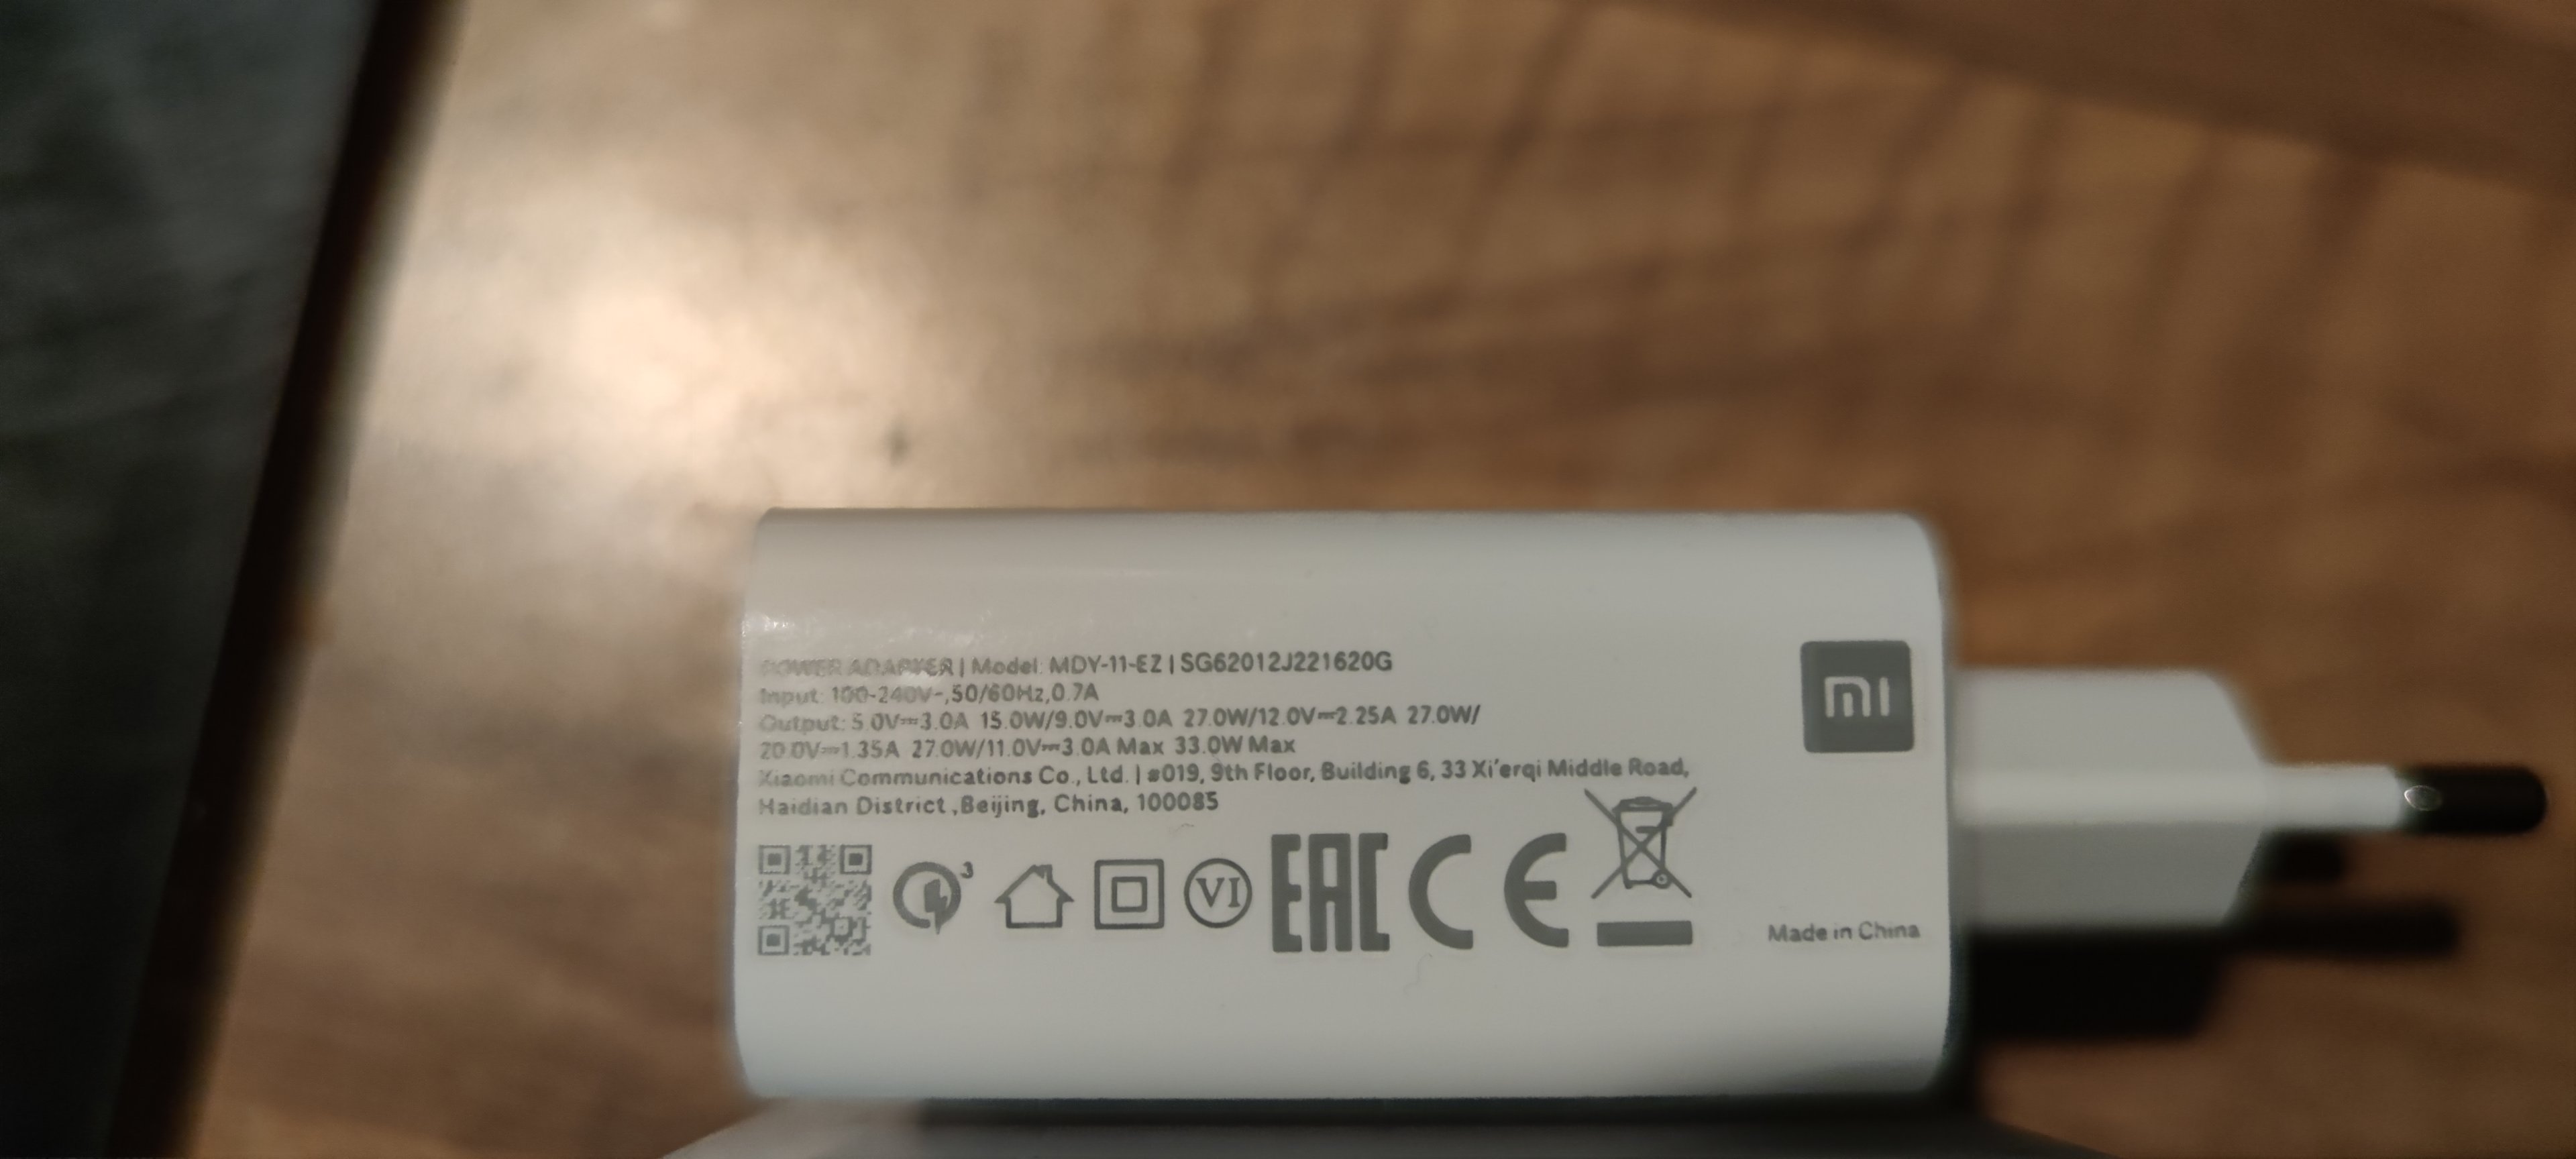 POWER ADAPTER | Model: MDY-11-EZ | SG62012J221620G
Input: 100-240V~,50/60Hz,0.7A
Output: 5.0V⎓3.0A 15.0W/9.0V⎓3.0A 27.0W/12.0V⎓2.25A 27.0W/
20.0V⎓1.35A 27.0W/11.0V⎓3.0A Max 33.0W Max
Xiaomi Communications Co., Ltd. | #019, 9th Floor, Building 6, 33 Xi'erqi Middle Road,
Haidian District ,Beijing, China, 100085
mi
3
VI
EAC
CE
Made in China